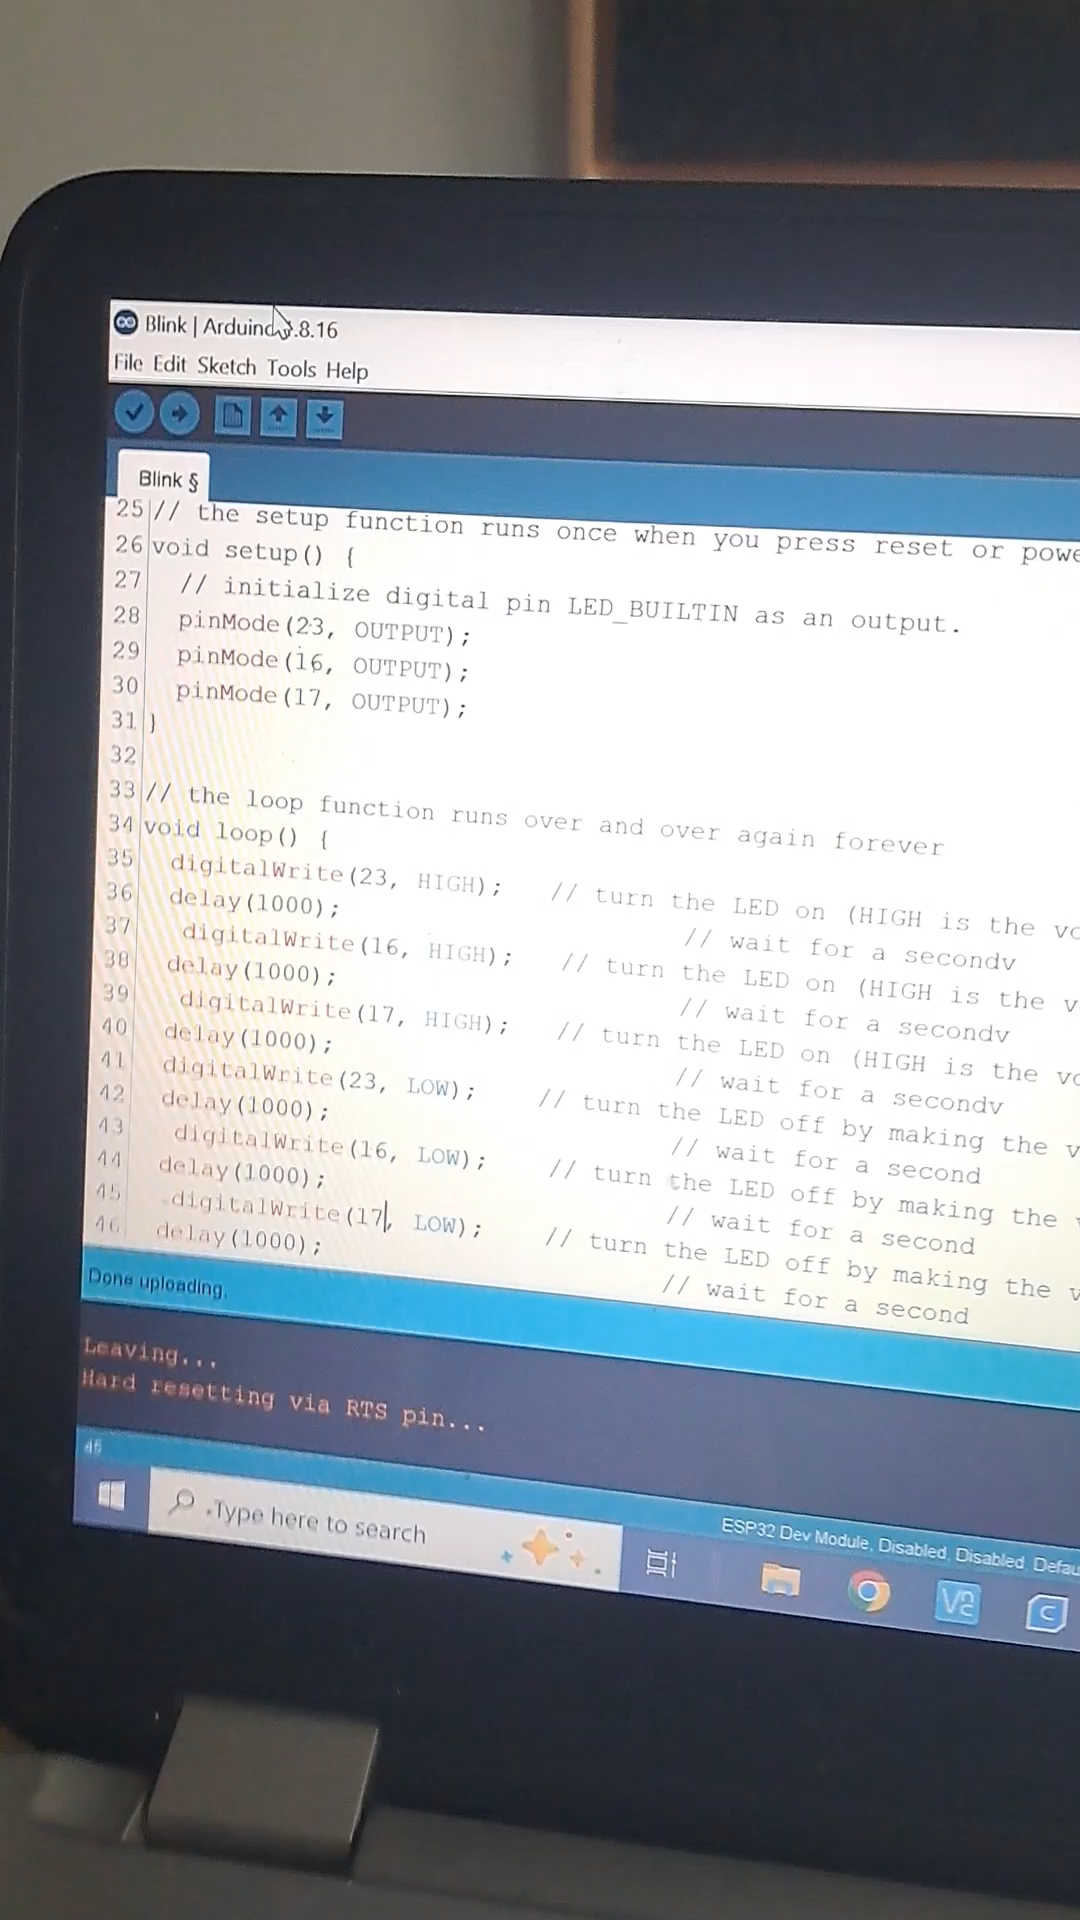 Blink | Arduino 1.8.16
File Edit Sketch Tools Help
Blink §
25 // the setup function runs once when you press reset or powe
26 void setup() {
27 // initialize digital pin LED_BUILTIN as an output.
28 pinMode(23, OUTPUT);
29 pinMode(16, OUTPUT);
30 pinMode(17, OUTPUT);
31 }
32
33 // the loop function runs over and over again forever
34 void loop() {
35 digitalWrite(23, HIGH); // turn the LED on (HIGH is the vo
36 delay(1000); // wait for a secondv
37 digitalWrite(16, HIGH); // turn the LED on (HIGH is the v
38 delay(1000); // wait for a secondv
39 digitalWrite(17, HIGH); // turn the LED on (HIGH is the vo
40 delay(1000); // wait for a secondv
41 digitalWrite(23, LOW); // turn the LED off by making the v
42 delay(1000); // wait for a second
43 digitalWrite(16, LOW); // turn the LED off by making the v
44 delay(1000); // wait for a second
45 digitalWrite(17, LOW); // turn the LED off by making the v
46 delay(1000); // wait for a second
Done uploading.
Leaving...
Hard resetting via RTS pin...
45
ESP32 Dev Module, Disabled, Disabled, Defau
Type here to search